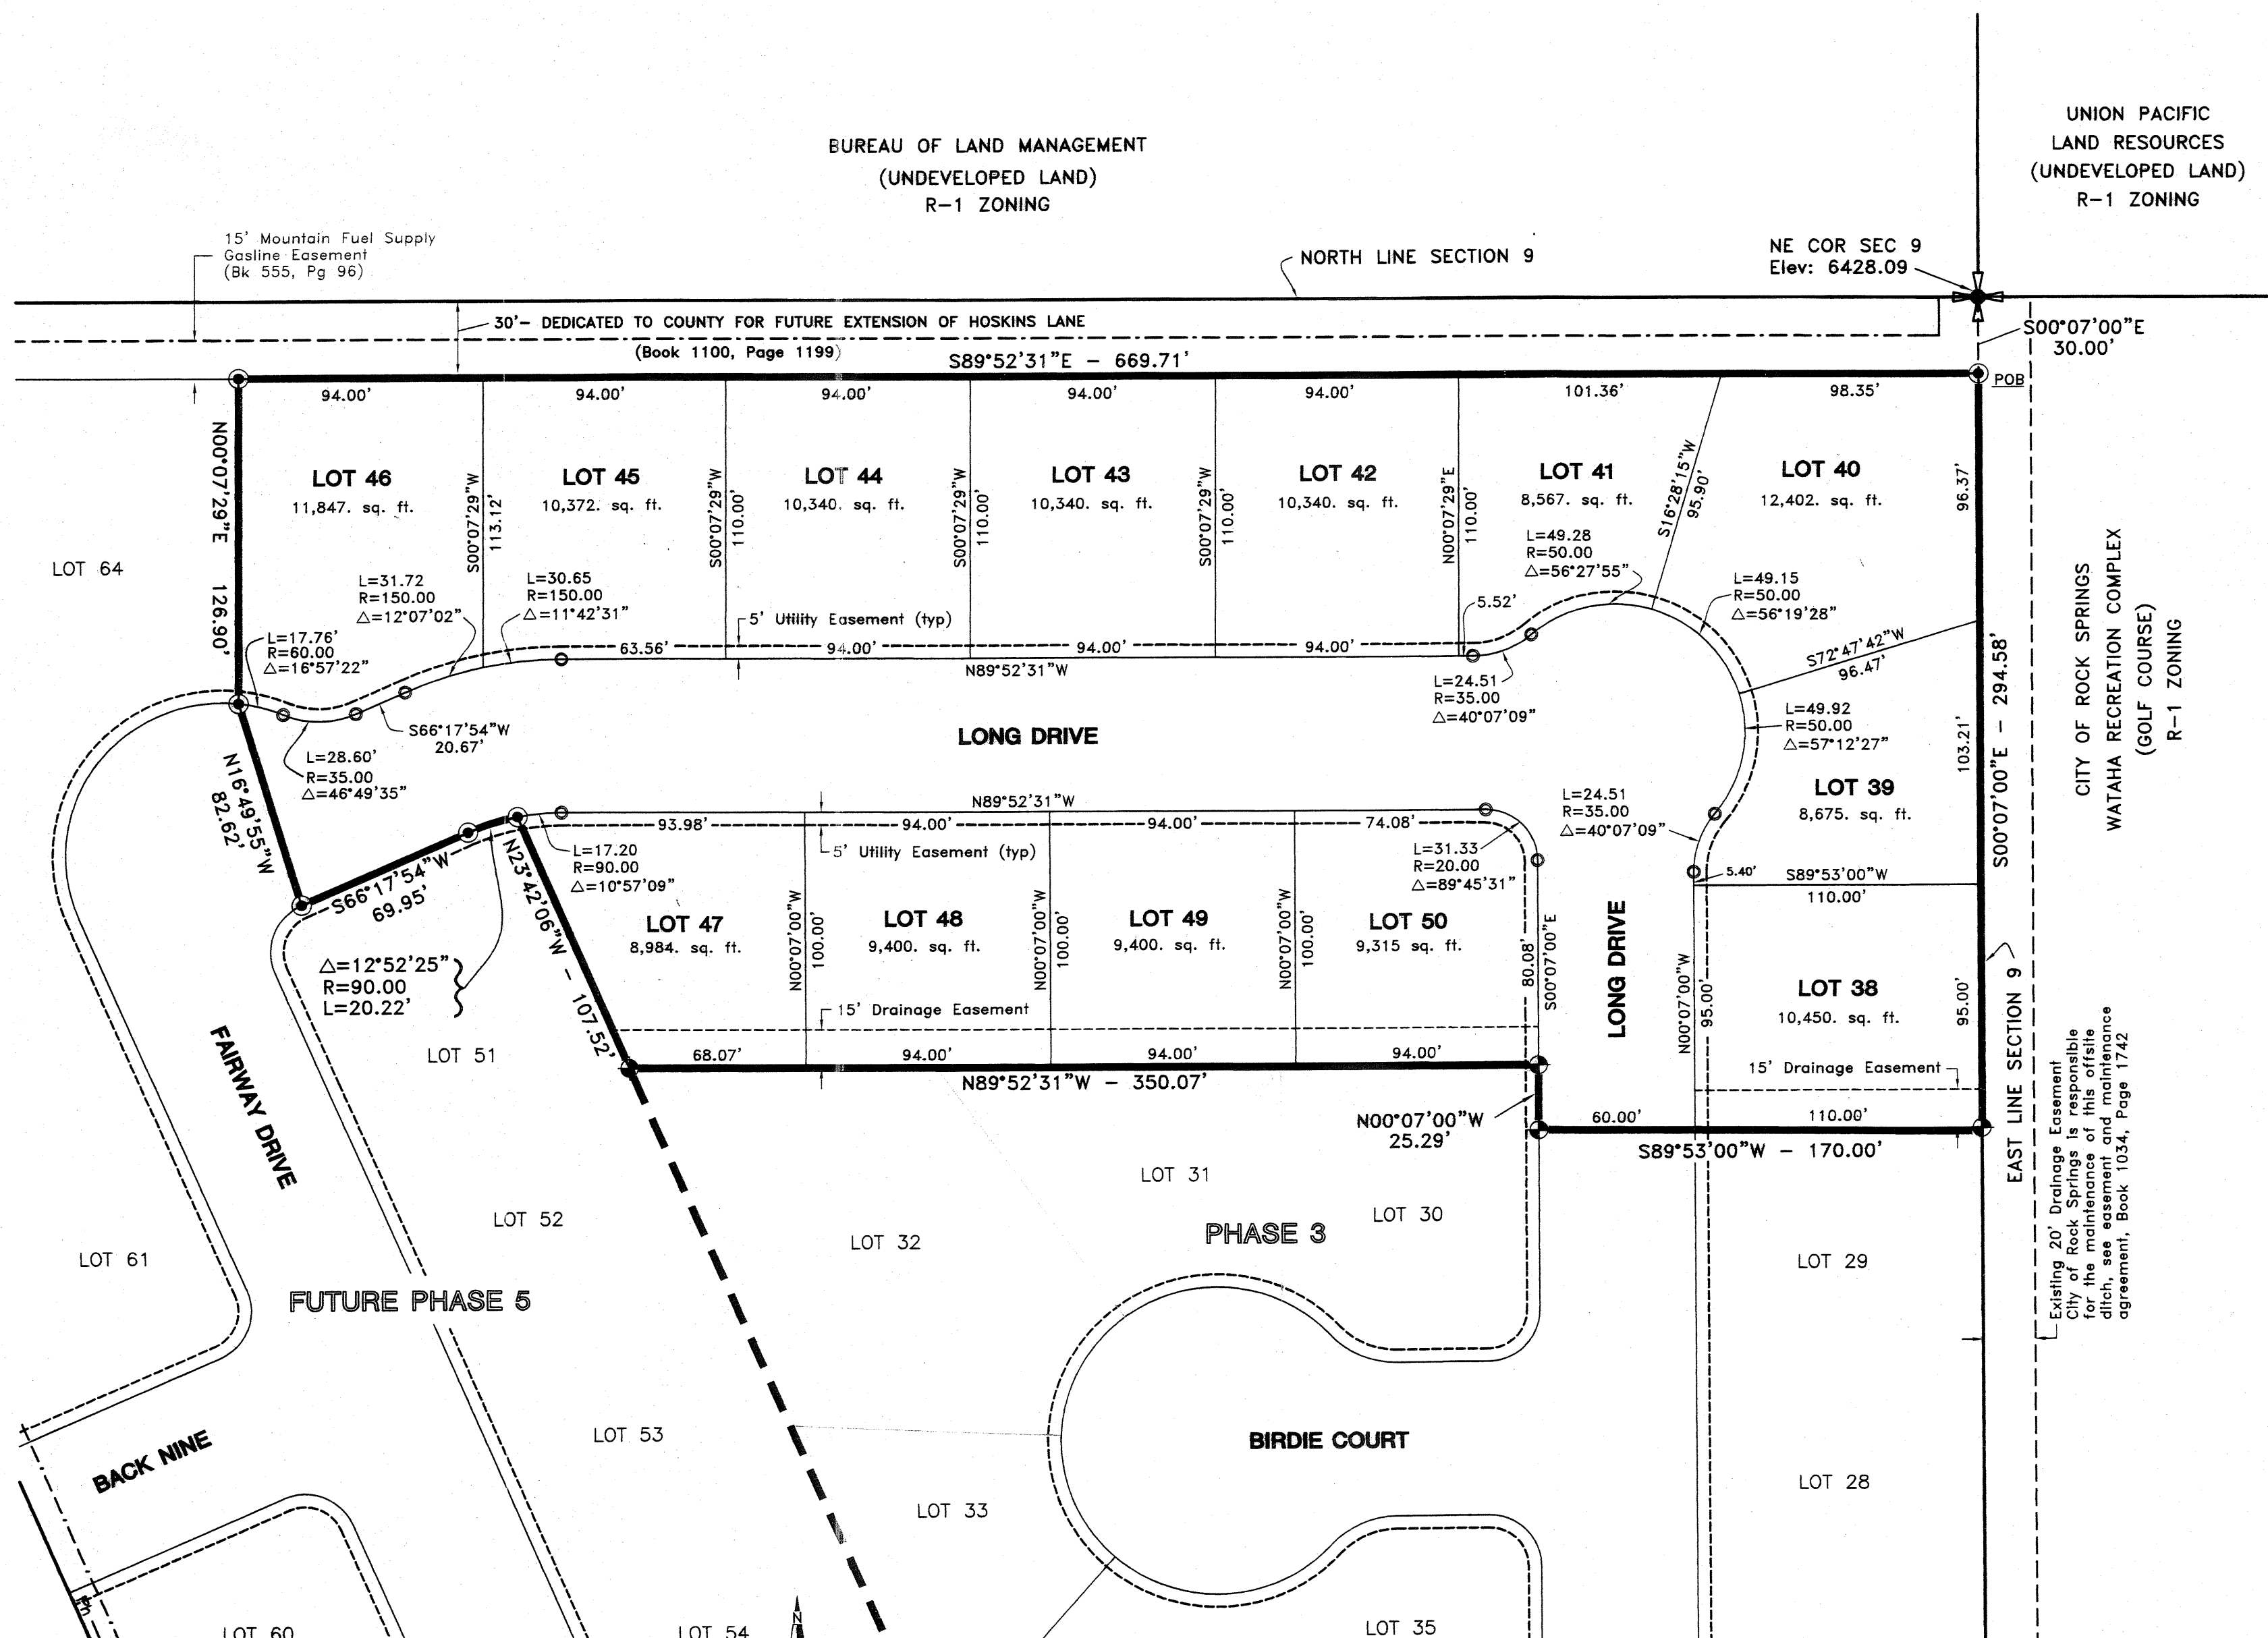 BUREAU OF LAND MANAGEMENT
(UNDEVELOPED LAND)
R-1 ZONING
UNION PACIFIC
LAND RESOURCES
(UNDEVELOPED LAND)
R-1 ZONING
15' Mountain Fuel Supply
Gasline Easement
(Bk 555, Pg 96)
NORTH LINE SECTION 9
NE COR SEC 9
Elev: 6428.09
30'- DEDICATED TO COUNTY FOR FUTURE EXTENSION OF HOSKINS LANE
(Book 1100, Page 1199)
S89°52'31"E - 669.71'
S00°07'00"E
30.00'
POB
94.00'
94.00'
94.00'
94.00'
94.00'
101.36'
98.35'
N00°07'29"E 126.90'
LOT 46
11,847. sq. ft.
S00°07'29"W
113.12'
LOT 45
10,372. sq. ft.
S00°07'29"W
110.00'
LOT 44
10,340. sq. ft.
S00°07'29"W
110.00'
LOT 43
10,340. sq. ft.
S00°07'29"W
110.00'
LOT 42
10,340. sq. ft.
N00°07'29"E
110.00'
LOT 41
8,567. sq. ft.
S16°28'15"W
95.90'
LOT 40
12,402. sq. ft.
96.37'
LOT 64
L=31.72
R=150.00
△=12°07'02"
L=30.65
R=150.00
△=11°42'31"
L=49.28
R=50.00
△=56°27'55"
L=49.15
R=50.00
△=56°19'28"
L=17.76'
R=60.00
△=16°57'22"
5' Utility Easement (typ)
5.52'
63.56'
94.00'
94.00'
94.00'
N89°52'31"W
S72°47'42"W
96.47'
L=24.51
R=35.00
△=40°07'09"
L=49.92
R=50.00
△=57°12'27"
S66°17'54"W
20.67'
L=28.60'
R=35.00
△=46°49'35"
LONG DRIVE
103.21'
S00°07'00"E - 294.58'
CITY OF ROCK SPRINGS
WATAHA RECREATION COMPLEX
(GOLF COURSE)
R-1 ZONING
N16°49'55"W
82.62'
S66°17'54"W
69.95'
N89°52'31"W
93.98'
94.00'
94.00'
74.08'
5' Utility Easement (typ)
L=17.20
R=90.00
△=10°57'09"
L=31.33
R=20.00
△=89°45'31"
L=24.51
R=35.00
△=40°07'09"
LOT 39
8,675. sq. ft.
5.40'
S89°53'00"W
110.00'
N23°42'06"W - 107.52'
LOT 47
8,984. sq. ft.
N00°07'00"W
100.00'
LOT 48
9,400. sq. ft.
N00°07'00"W
100.00'
LOT 49
9,400. sq. ft.
N00°07'00"W
100.00'
LOT 50
9,315 sq. ft.
80.08'
S00°07'00"E
LONG DRIVE
N00°07'00"W
95.00'
LOT 38
10,450. sq. ft.
95.00'
△=12°52'25"
R=90.00
L=20.22'
15' Drainage Easement
15' Drainage Easement
68.07'
94.00'
94.00'
94.00'
N89°52'31"W - 350.07'
N00°07'00"W
25.29'
60.00'
110.00'
S89°53'00"W - 170.00'
EAST LINE SECTION 9
Existing 20' Drainage Easement
City of Rock Springs is responsible
for the maintenance of this offsite
ditch, see easement and maintenance
agreement, Book 1034, Page 1742
LOT 51
FAIRWAY DRIVE
LOT 52
LOT 31
LOT 32
PHASE 3
LOT 30
LOT 29
LOT 61
FUTURE PHASE 5
BACK NINE
LOT 53
BIRDIE COURT
LOT 33
LOT 28
LOT 60
LOT 54
N
LOT 35